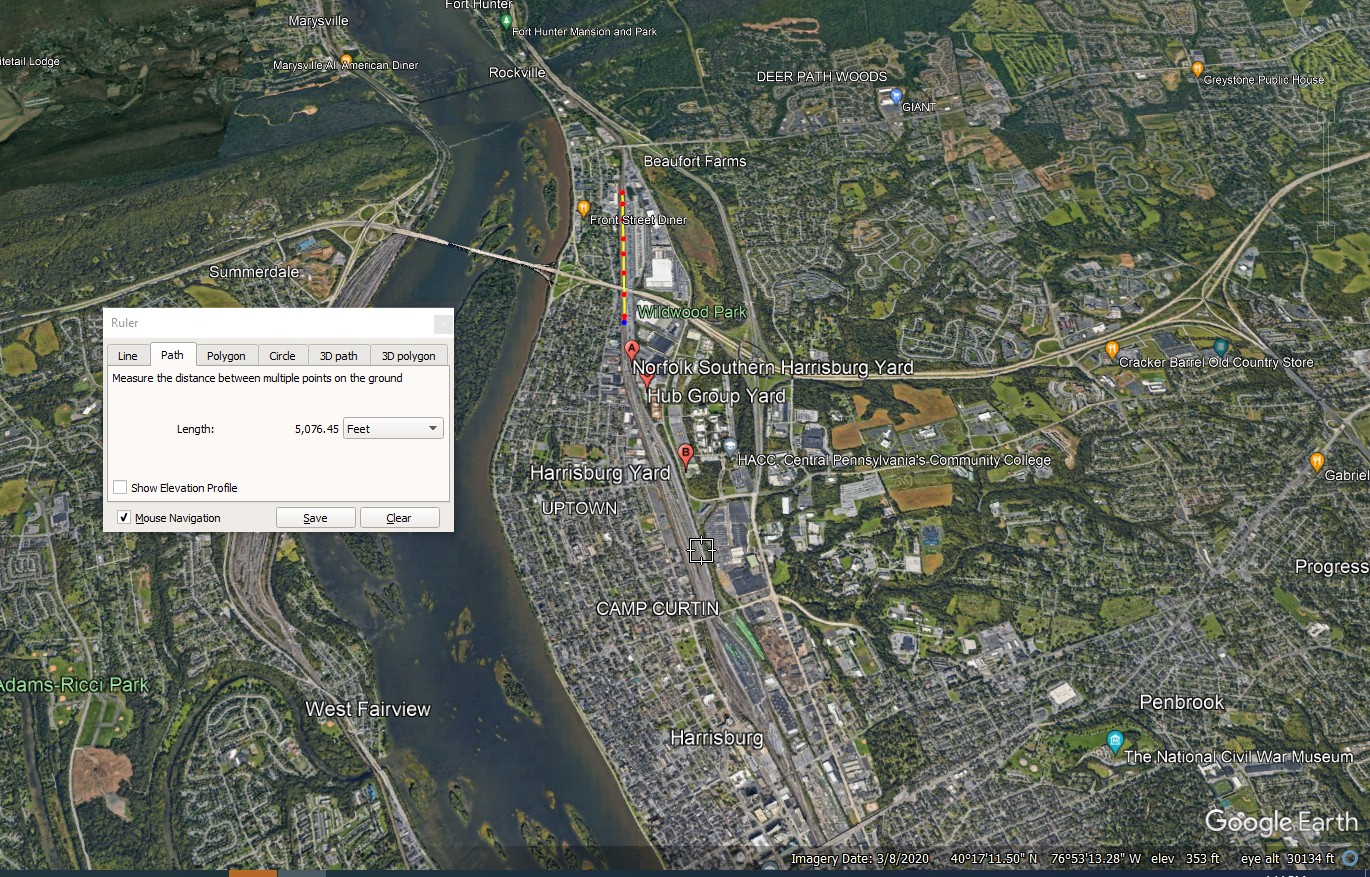 Fort Hunter
Marysville
Fort Hunter Mansion and Park
Marysville All American Diner
Rockville
DEER PATH WOODS
Greystone Public House
GIANT
Beaufort Farms
Front Street Diner
Summerdale
Wildwood Park
Ruler
Line
Path
Polygon
Circle
3D path
3D polygon
Measure the distance between multiple points on the ground
Length: 5,076.45 Feet
Show Elevation Profile
Mouse Navigation
Save
Clear
A
Norfolk Southern Harrisburg Yard
Cracker Barrel Old Country Store
Hub Group Yard
B
HACC, Central Pennsylvania's Community College
Harrisburg Yard
UPTOWN
Gabriel
Progress
CAMP CURTIN
Adams-Ricci Park
West Fairview
Penbrook
Harrisburg
The National Civil War Museum
Google Earth
Imagery Date: 3/8/2020 40°17'11.50" N 76°53'13.28" W elev 353 ft eye alt 30134 ft